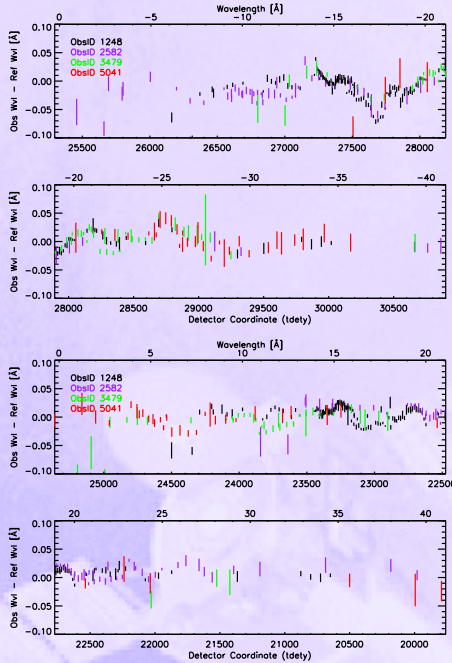 Wavelength [Å]
0 −5 −10 −15 −20
Obs Wvl − Ref Wvl [Å]
0.10
0.05
0.00
−0.05
−0.10
ObsID 1248
ObsID 2582
ObsID 3479
ObsID 5041
25500 26000 26500 27000 27500 28000
−20 −25 −30 −35 −40
Obs Wvl − Ref Wvl [Å]
0.10
0.05
0.00
−0.05
−0.10
28000 28500 29000 29500 30000 30500
Detector Coordinate (tdety)
Wavelength [Å]
0 5 10 15 20
Obs Wvl − Ref Wvl [Å]
0.10
0.05
0.00
−0.05
−0.10
ObsID 1248
ObsID 2582
ObsID 3479
ObsID 5041
25000 24500 24000 23500 23000 2250
20 25 30 35 40
Obs Wvl − Ref Wvl [Å]
0.10
0.05
0.00
−0.05
−0.10
22500 22000 21500 21000 20500 20000
Detector Coordinate (tdety)